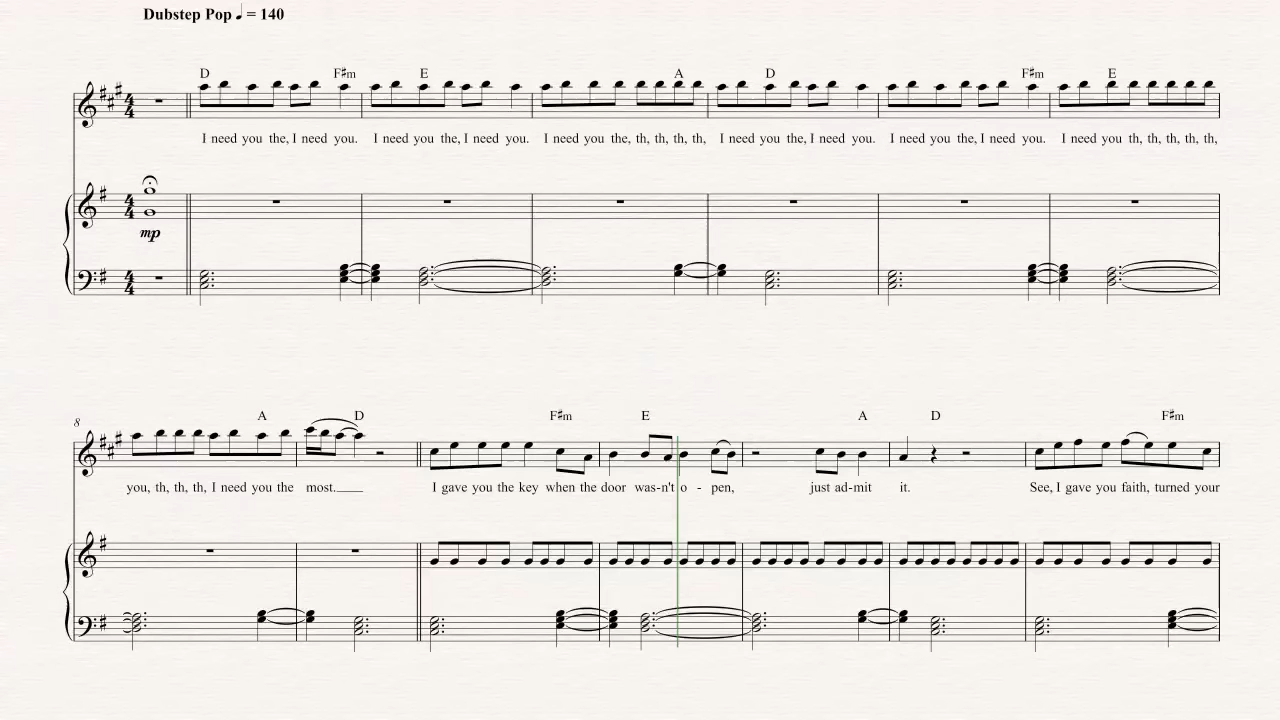 Dubstep Pop ♩ = 140
D F♯m E A D F♯m E
I need you the, I need you. I need you the, I need you. I need you the, th, th, th, th, I need you the, I need you. I need you the, I need you. I need you th, th, th, th, th,
mp
8
A D F♯m E A D F♯m
you, th, th, th, I need you the most.___ I gave you the key when the door was-n't o - pen, just ad-mit it. See, I gave you faith, turned your